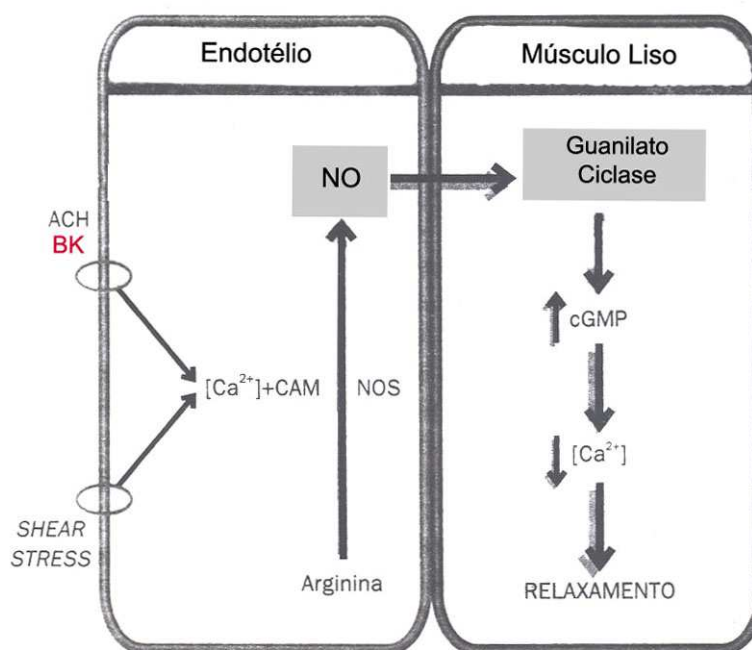 Endotélio
ACH
BK
SHEAR
STRESS
[Ca²⁺]+CAM
NOS
NO
Arginina
Músculo Liso
Guanilato
Ciclase
cGMP
[Ca²⁺]
RELAXAMENTO